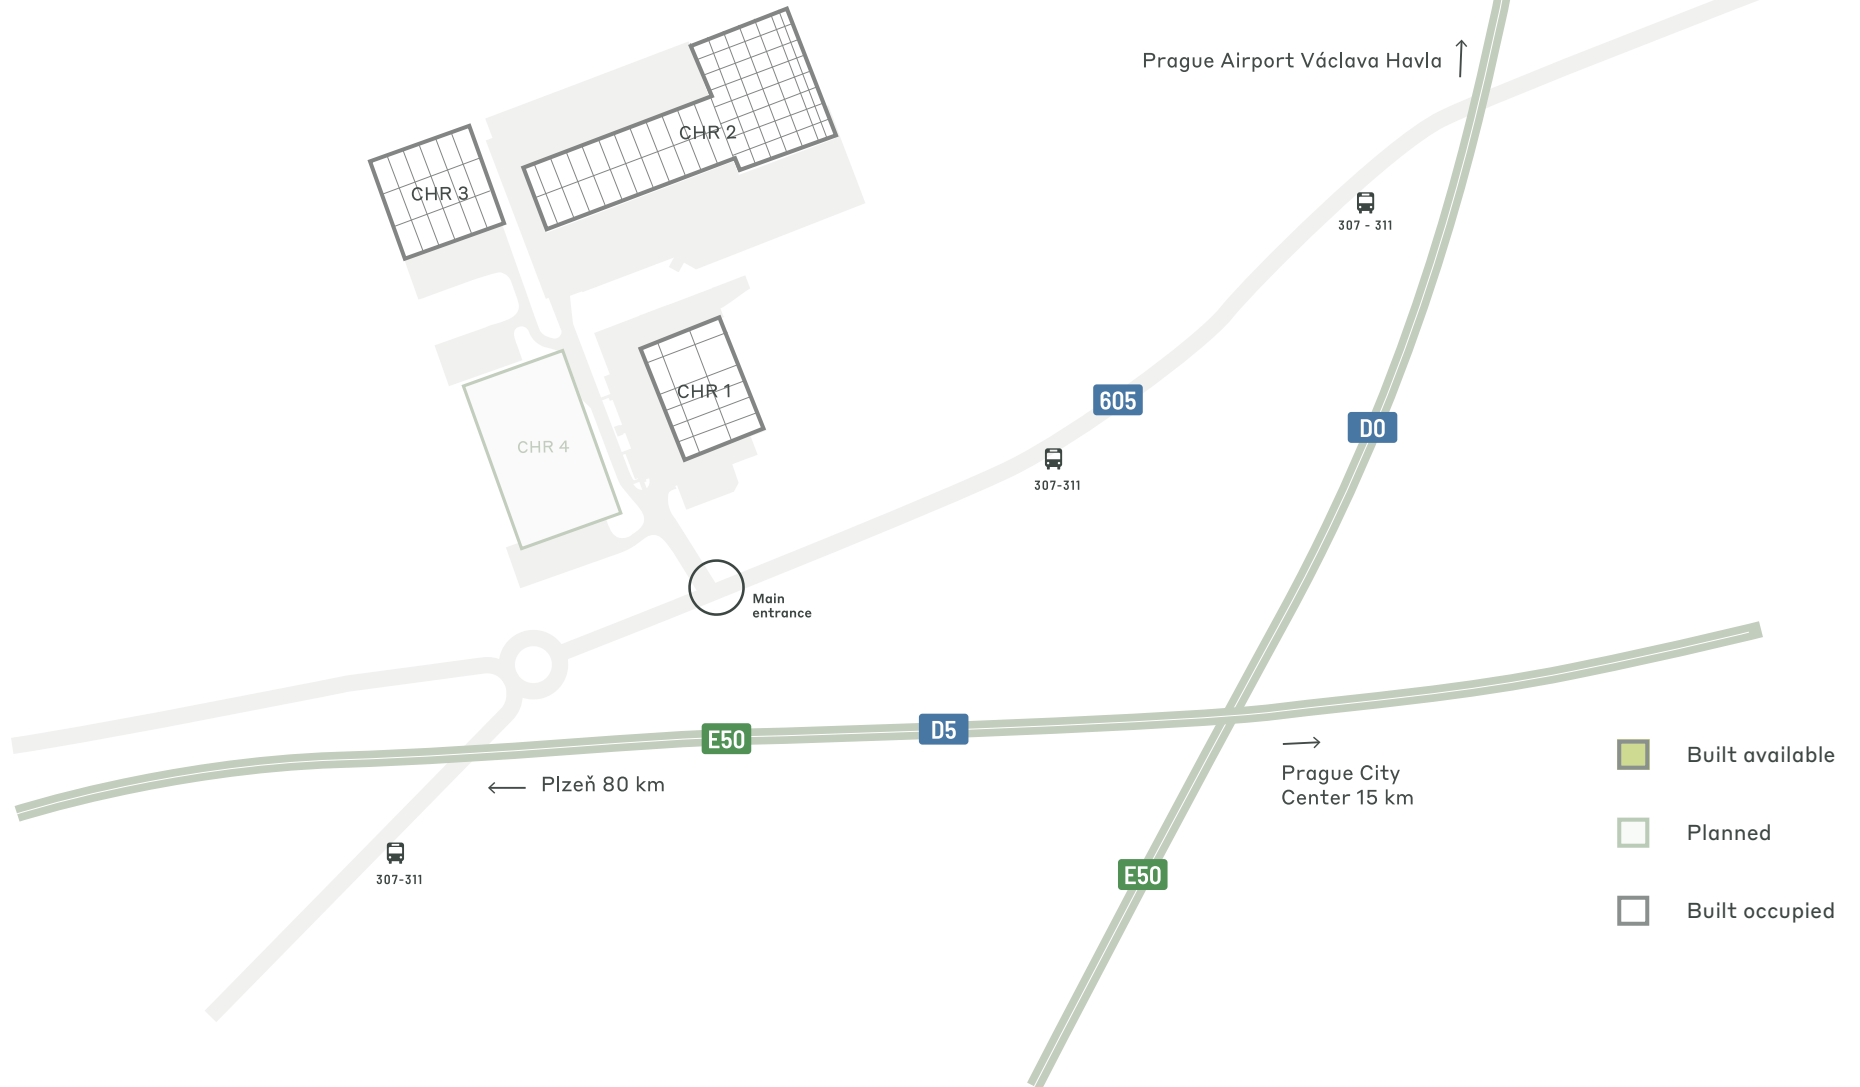 Prague Airport Václava Havla
CHR 2
CHR 3
307 - 311
CHR 1
605
D0
CHR 4
307-311
Main
entrance
E50
D5
Plzeň 80 km
Prague City
Center 15 km
307-311
E50
Built available
Planned
Built occupied